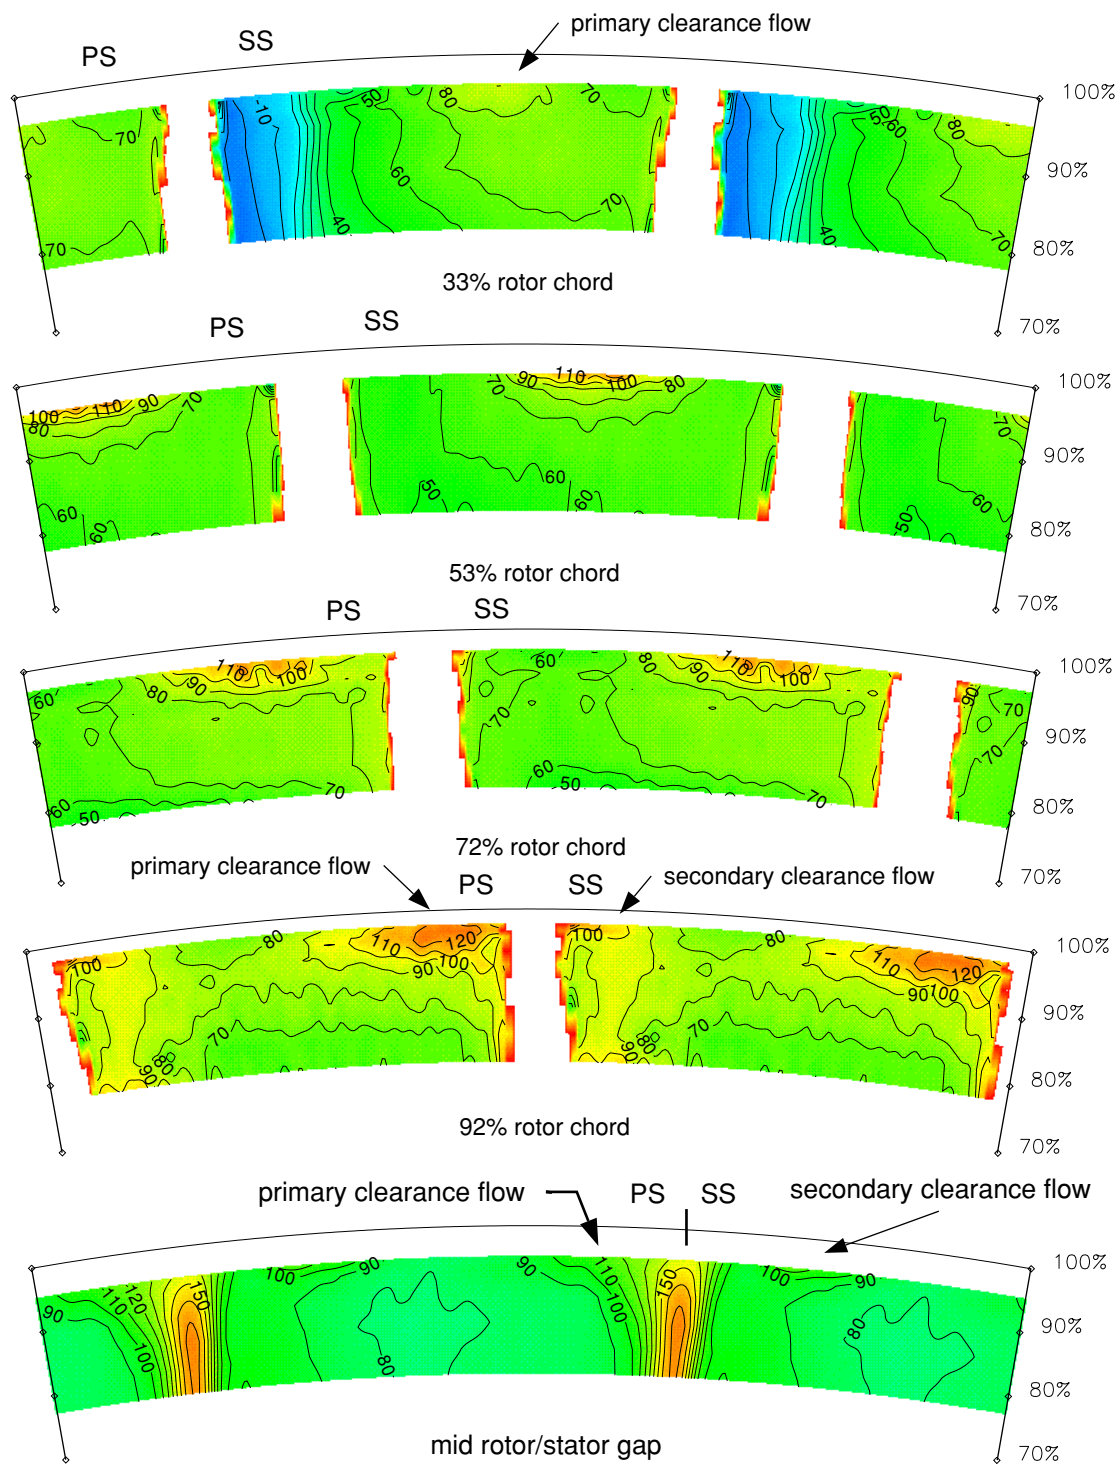 primary clearance flow
PS SS
100%
-10 50 80 70 50 60 80
70
90%
60
70 40 70 40 70 80%
33% rotor chord
70%
PS SS
100%
100 110 90 70 70 90 110 100 80 70
80
90%
60 60 50 60 60 50 60
80%
53% rotor chord
70%
PS SS
100%
60 80 90 110 100 60 80 90 110 100 90 70
70 70
90%
60 50 70 60 50 70
80%
72% rotor chord
primary clearance flow
secondary clearance flow
70%
PS SS
100%
100 80 110 120 100 80 110 120
90 100 90 100
90%
70 80 90 70 80 90
80%
92% rotor chord
70%
primary clearance flow PS SS secondary clearance flow
100%
90 110 120 150 100 90 90 110 100 150 100 90
100
90%
80 80
80%
mid rotor/stator gap
70%